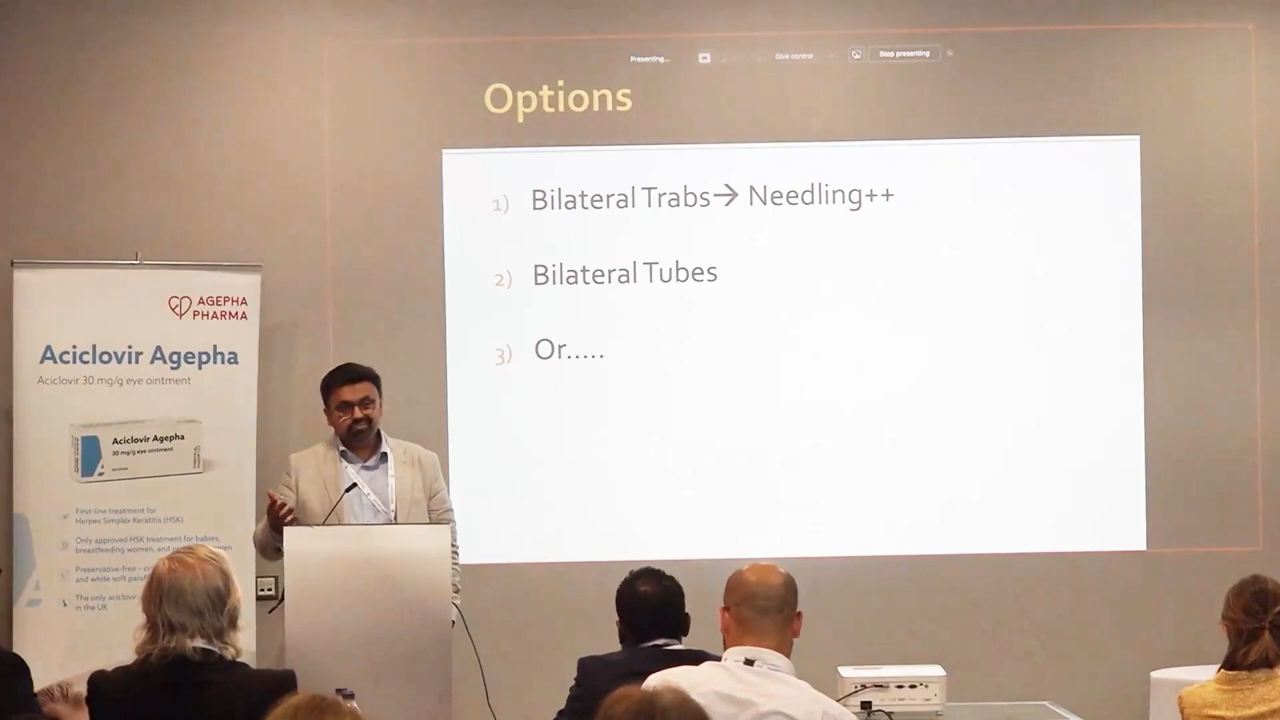 Presenting...
Give control
Stop presenting
Options
1) Bilateral Trabs→ Needling++
2) Bilateral Tubes
3) Or.....
AGEPHA
PHARMA
Aciclovir Agepha
Aciclovir 30 mg/g eye ointment
Aciclovir Agepha
30 mg/g eye ointment
First-line treatment for
Herpes Simplex Keratitis (HSK)
Only approved HSK treatment for babies,
breastfeeding women, and
Preservative-free –
and white soft
The only
in the UK